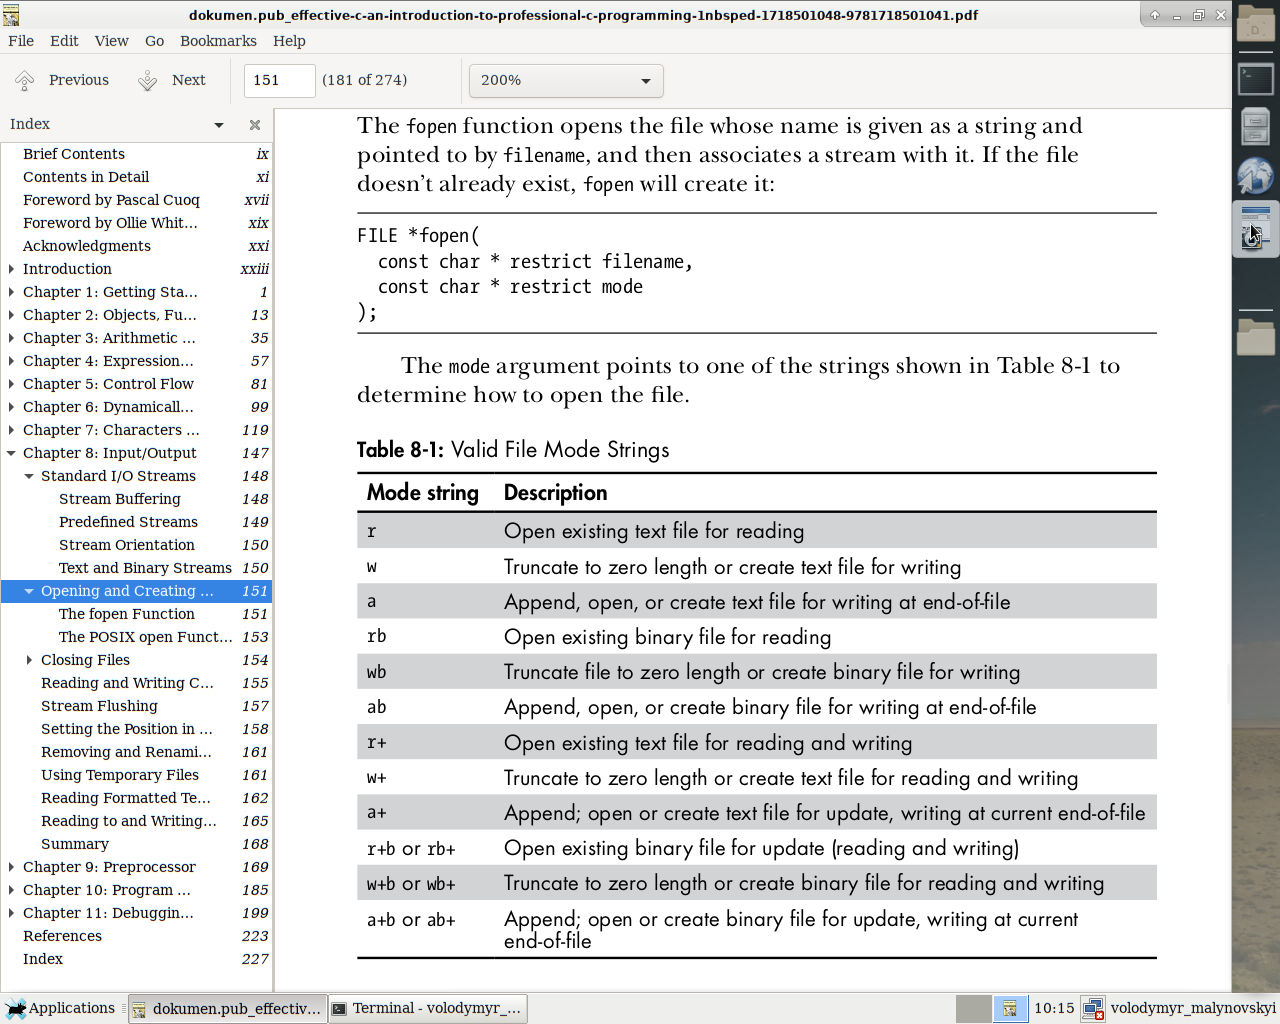 dokumen.pub_effective-c-an-introduction-to-professional-c-programming-1nbsped-1718501048-9781718501041.pdf
File Edit View Go Bookmarks Help
Previous Next 151 (181 of 274) 200%
Index
Brief Contents ix
Contents in Detail xi
Foreword by Pascal Cuoq xvii
Foreword by Ollie Whit... xix
Acknowledgments xxi
Introduction xxiii
Chapter 1: Getting Sta... 1
Chapter 2: Objects, Fu... 13
Chapter 3: Arithmetic ... 35
Chapter 4: Expression... 57
Chapter 5: Control Flow 81
Chapter 6: Dynamicall... 99
Chapter 7: Characters ... 119
Chapter 8: Input/Output 147
Standard I/O Streams 148
Stream Buffering 148
Predefined Streams 149
Stream Orientation 150
Text and Binary Streams 150
Opening and Creating ... 151
The fopen Function 151
The POSIX open Funct... 153
Closing Files 154
Reading and Writing C... 155
Stream Flushing 157
Setting the Position in ... 158
Removing and Renami... 161
Using Temporary Files 161
Reading Formatted Te... 162
Reading to and Writing... 165
Summary 168
Chapter 9: Preprocessor 169
Chapter 10: Program ... 185
Chapter 11: Debuggin... 199
References 223
Index 227
The fopen function opens the file whose name is given as a string and
pointed to by filename, and then associates a stream with it. If the file
doesn't already exist, fopen will create it:
FILE *fopen(
const char * restrict filename,
const char * restrict mode
);
The mode argument points to one of the strings shown in Table 8-1 to
determine how to open the file.
Table 8-1: Valid File Mode Strings
Mode string Description
r Open existing text file for reading
w Truncate to zero length or create text file for writing
a Append, open, or create text file for writing at end-of-file
rb Open existing binary file for reading
wb Truncate file to zero length or create binary file for writing
ab Append, open, or create binary file for writing at end-of-file
r+ Open existing text file for reading and writing
w+ Truncate to zero length or create text file for reading and writing
a+ Append; open or create text file for update, writing at current end-of-file
r+b or rb+ Open existing binary file for update (reading and writing)
w+b or wb+ Truncate to zero length or create binary file for reading and writing
a+b or ab+ Append; open or create binary file for update, writing at current
end-of-file
Applications dokumen.pub_effectiv... Terminal - volodymyr_... 10:15 volodymyr_malynovskyi